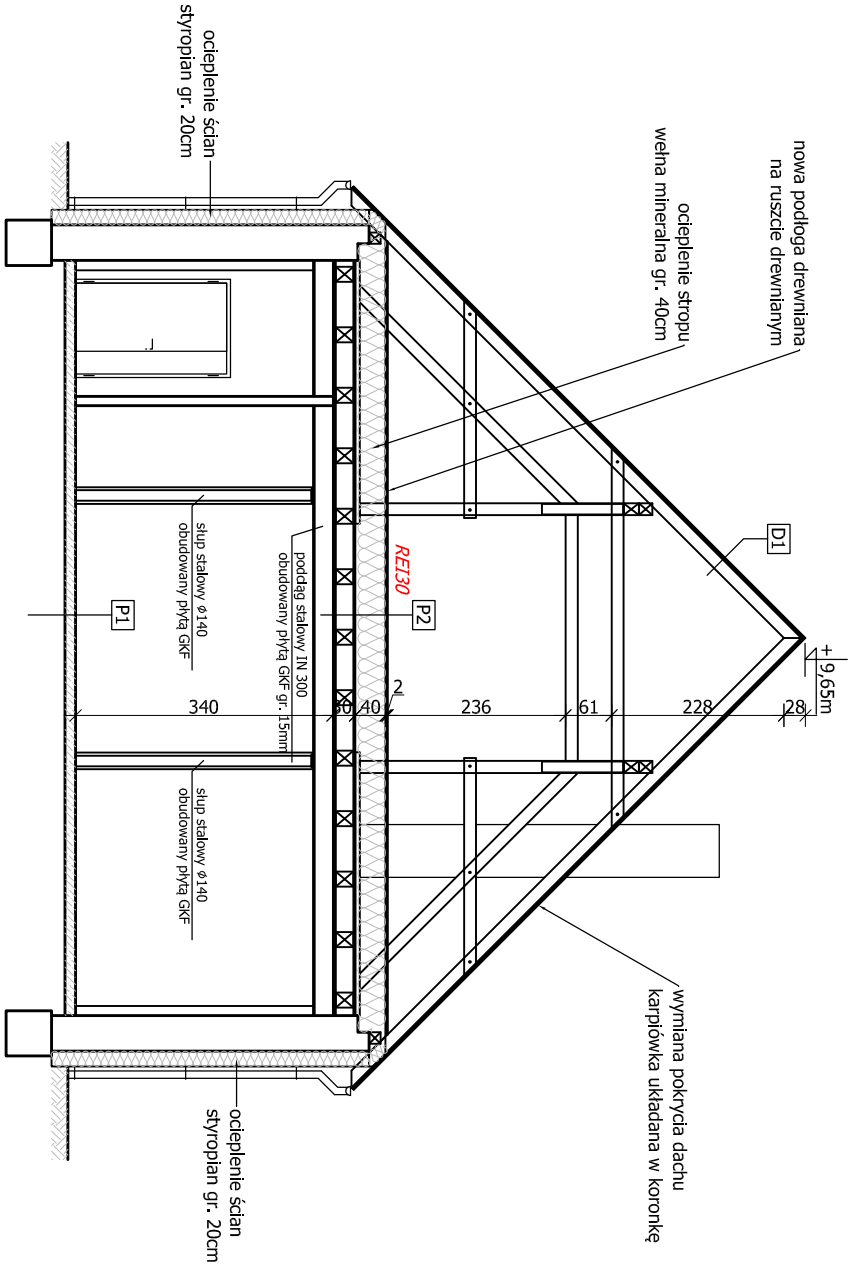 nowa podłoga drewniana
na ruszcie drewnianym
ocieplenie stropu
wełna mineralna gr. 40cm
ocieplenie ścian
styropian gr. 20cm
D1
+9,65m
28
228
61
236
2
40
30
340
REI30
P2
P1
poddąg stalowy IN 300
obudowany płytą GKF gr. 15mm
słup stalowy φ140
obudowany płytą GKF
słup stalowy φ140
obudowany płytą GKF
wymiana pokrycia dachu
karpiówka układana w koronkę
ocieplenie ścian
styropian gr. 20cm